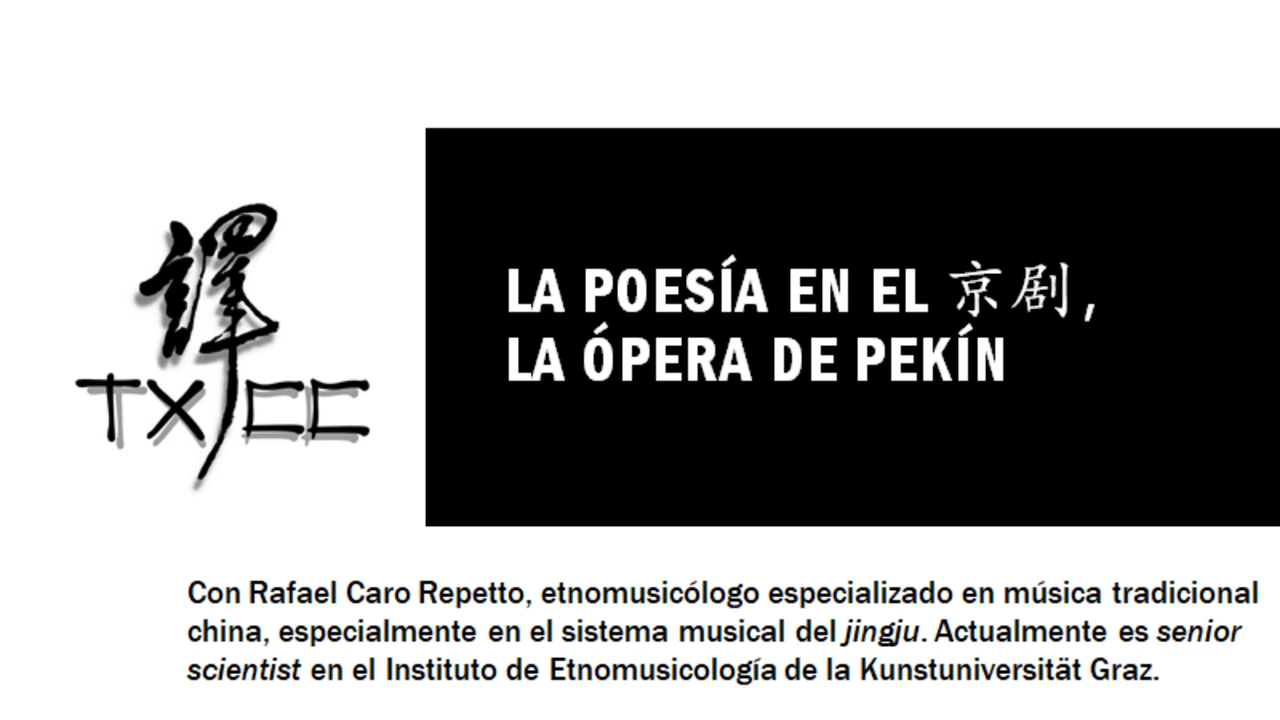 譯
TXICC
LA POESÍA EN EL 京剧,
LA ÓPERA DE PEKÍN
Con Rafael Caro Repetto, etnomusicólogo especializado en música tradicional
china, especialmente en el sistema musical del jingju. Actualmente es senior
scientist en el Instituto de Etnomusicología de la Kunstuniversität Graz.